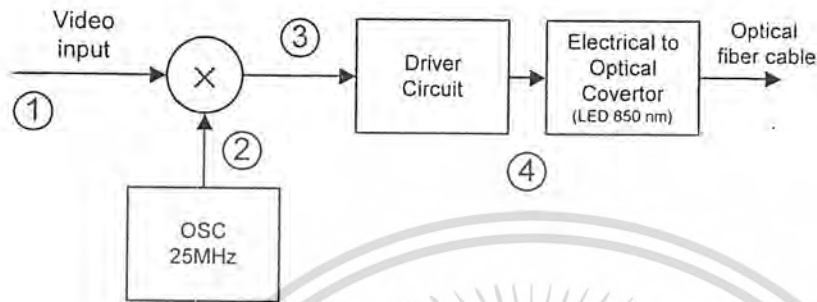 Video
input
①
×
③
②
OSC
25MHz
Driver
Circuit
④
Electrical to
Optical
Covertor
(LED 850 nm)
Optical
fiber cable